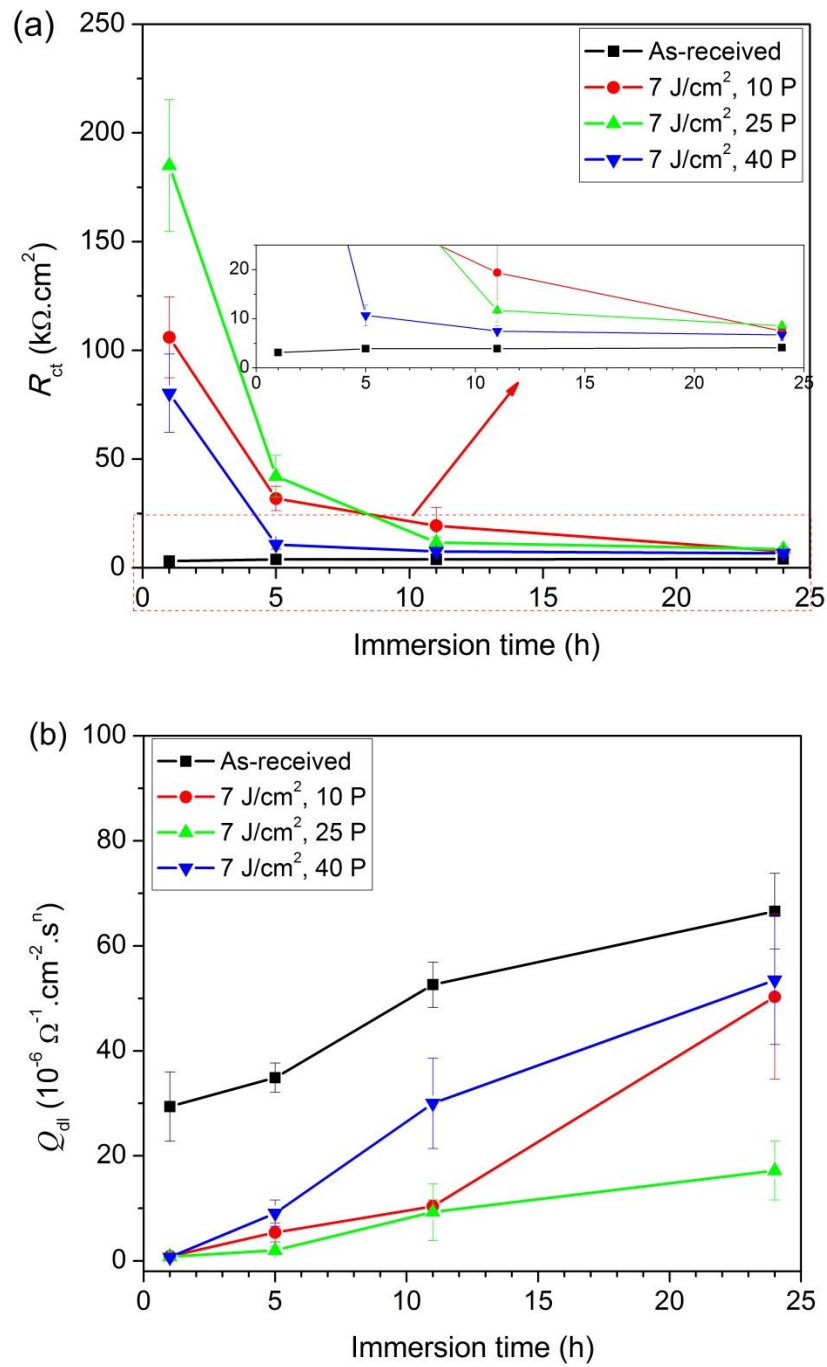 (a)
250
200
150
100
50
0
R_ct (kΩ.cm²)
As-received
7 J/cm², 10 P
7 J/cm², 25 P
7 J/cm², 40 P
20
10
0
0 5 10 15 20 25
0 5 10 15 20 25
Immersion time (h)
(b)
100
80
60
40
20
0
Q_dl (10⁻⁶ Ω⁻¹.cm⁻².sⁿ)
As-received
7 J/cm², 10 P
7 J/cm², 25 P
7 J/cm², 40 P
0 5 10 15 20 25
Immersion time (h)